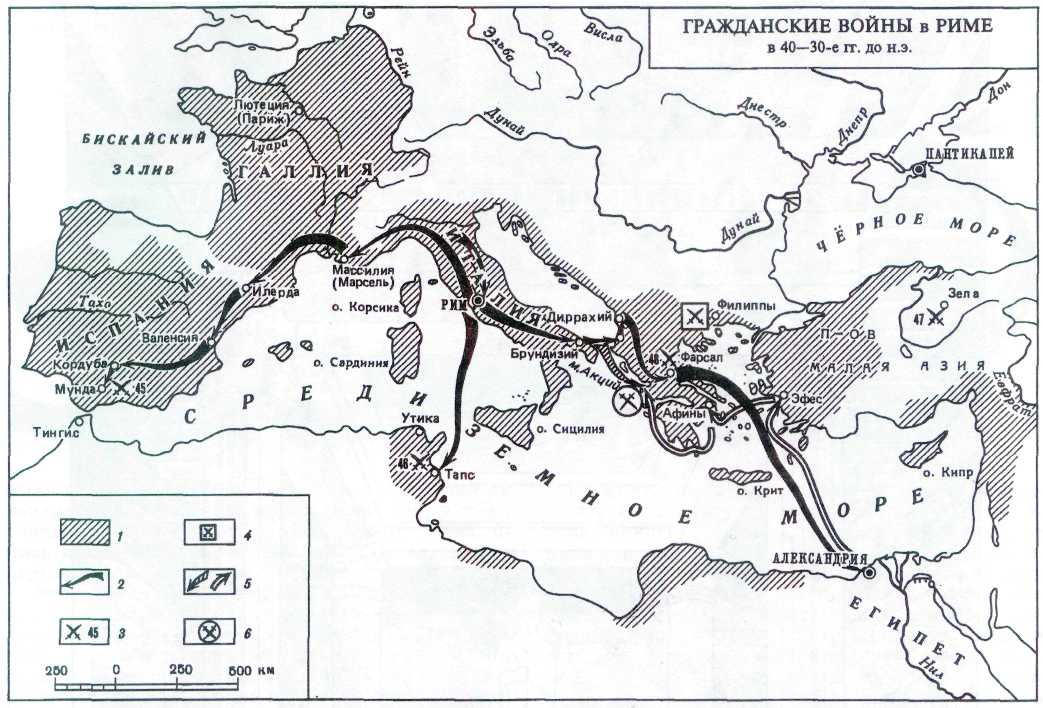 ГРАЖДАНСКИЕ ВОЙНЫ в РИМЕ
в 40—30-е гг. до н.э.
Эльба
Одра
Висла
Рейн
Дон
Днестр
Днепр
Дунай
Лютеция
(Париж)
БИСКАЙСКИЙ
ЗАЛИВ
Луара
ГАЛЛИЯ
ПАНТИКАПЕЙ
Дунай
ЧЁРНОЕ МОРЕ
Массилия
(Марсель)
ИТАЛИЯ
Илерда
о. Корсика
РИМ
Диррахий
Филиппы
Зела
47
П-ОВ
МАЛАЯ АЗИЯ
Тахо
ИСПАНИЯ
Валенсия
о. Сардиния
Брундизий
м. Акций
48
Фарсал
Кордуба
Мунда
45
Евфрат
Эфес
Афины
СРЕДИЗЕМНОЕ МОРЕ
Тингис
Утика
о. Сицилия
46
Тапс
о. Крит
о. Кипр
АЛЕКСАНДРИЯ
ЕГИПЕТ
Нил
1
4
2
5
45
3
6
250 0 250 500 км